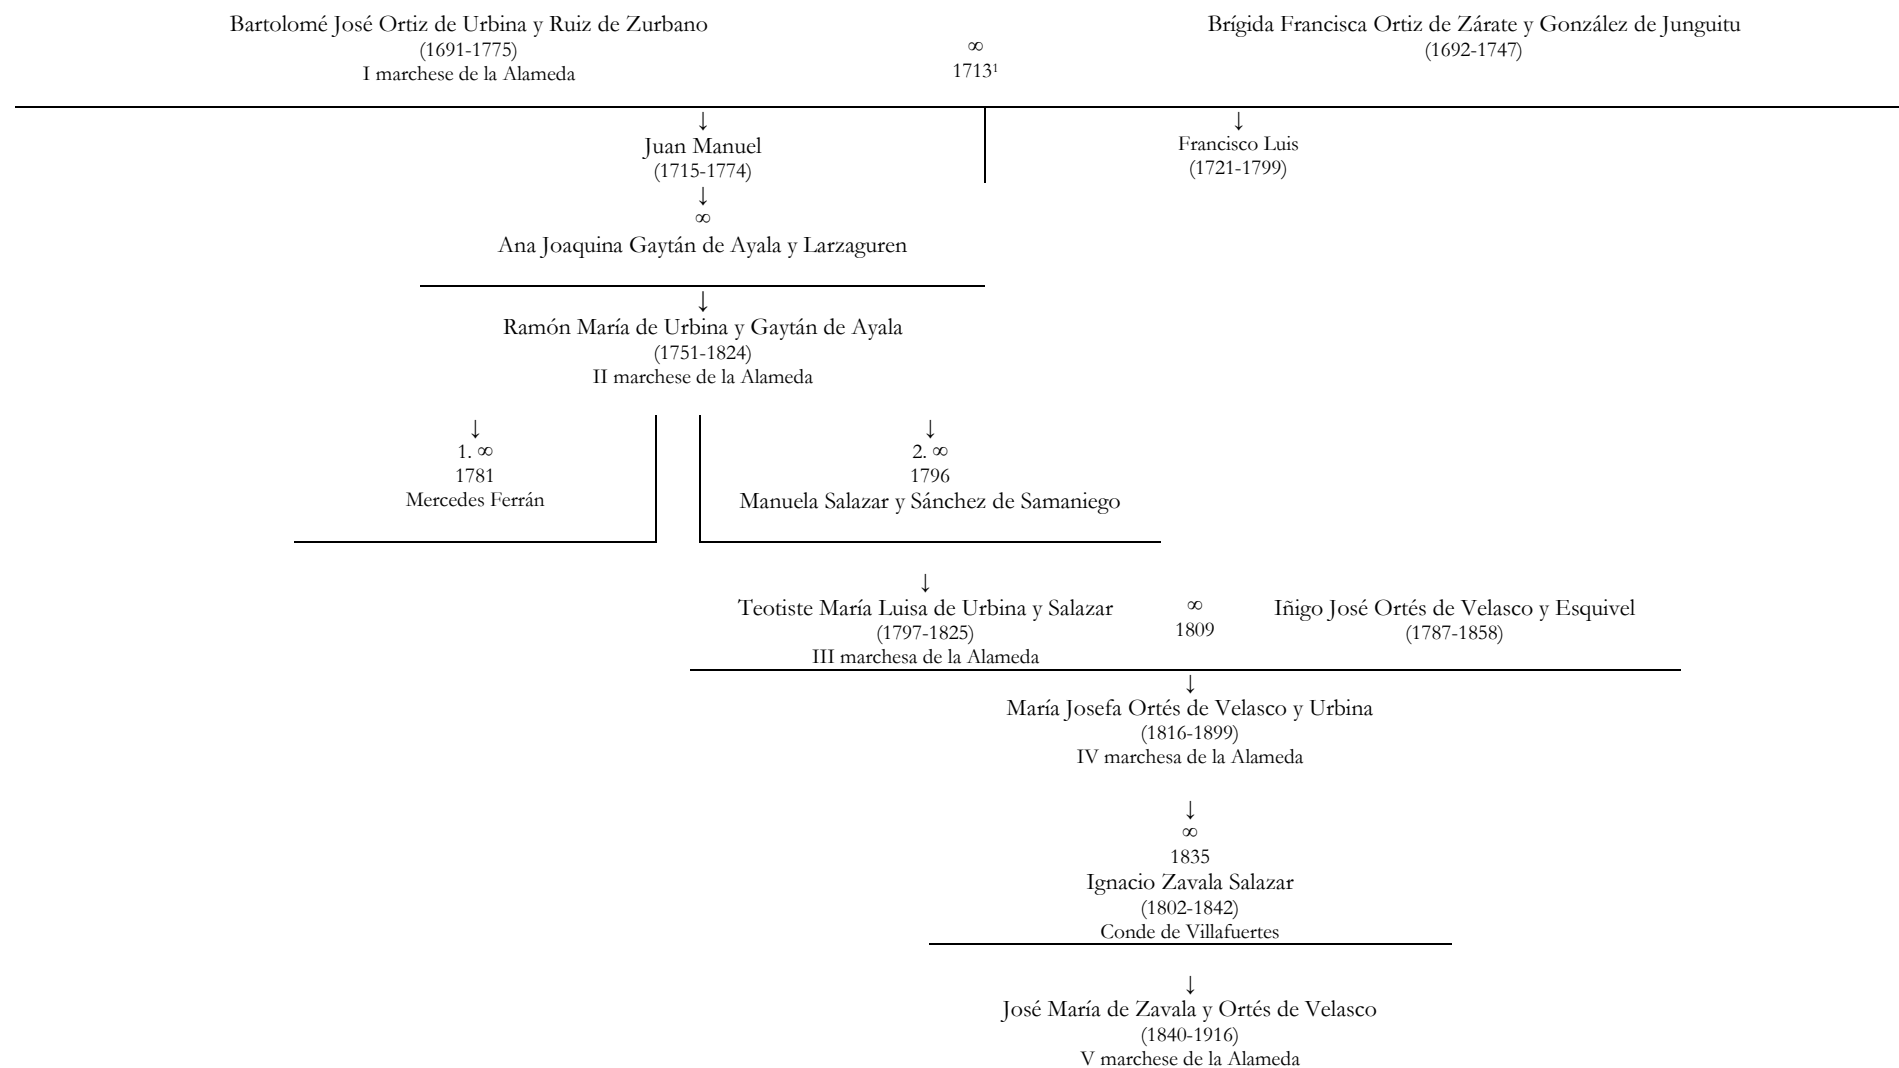 Bartolomé José Ortiz de Urbina y Ruiz de Zurbano
(1691-1775)
I marchese de la Alameda
∞
1713¹
Brígida Francisca Ortiz de Zárate y González de Junguitu
(1692-1747)
↓
Juan Manuel
(1715-1774)
↓
∞
Ana Joaquina Gaytán de Ayala y Larzaguren
↓
Francisco Luis
(1721-1799)
↓
Ramón María de Urbina y Gaytán de Ayala
(1751-1824)
II marchese de la Alameda
↓
1. ∞
1781
Mercedes Ferrán
↓
2. ∞
1796
Manuela Salazar y Sánchez de Samaniego
↓
Teotiste María Luisa de Urbina y Salazar
(1797-1825)
III marchesa de la Alameda
∞
1809
Iñigo José Ortés de Velasco y Esquivel
(1787-1858)
↓
María Josefa Ortés de Velasco y Urbina
(1816-1899)
IV marchesa de la Alameda
↓
∞
1835
Ignacio Zavala Salazar
(1802-1842)
Conde de Villafuertes
↓
José María de Zavala y Ortés de Velasco
(1840-1916)
V marchese de la Alameda